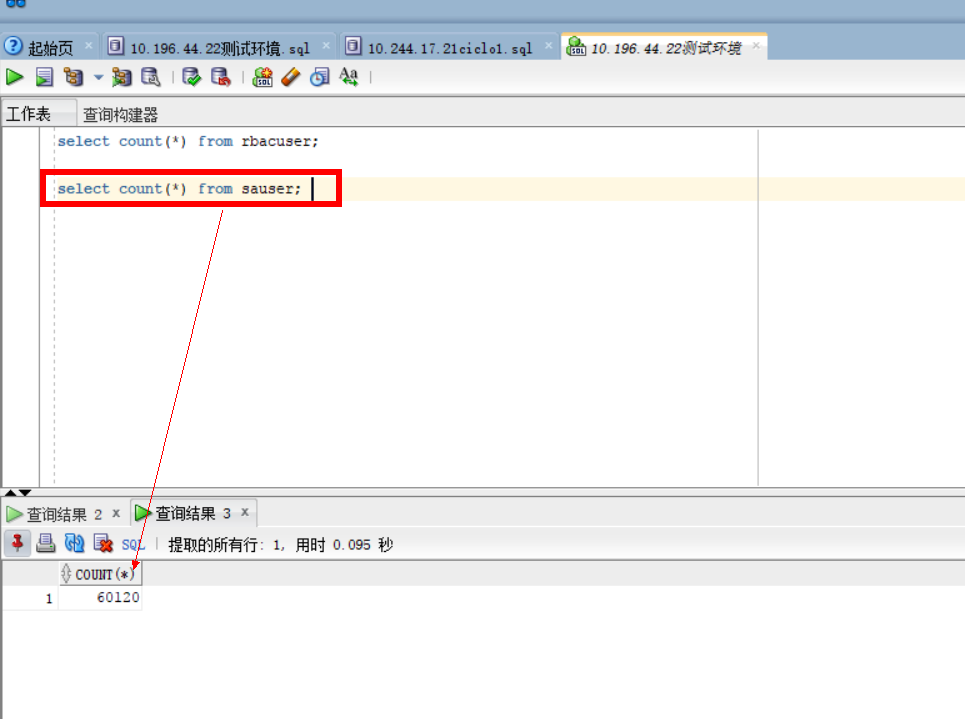 起始页 10.196.44.22测试环境.sql 10.244.17.21ciclo1.sql 10.196.44.22测试环境
工作表 查询构建器
select count(*) from rbacuser;
select count(*) from sauser;
查询结果 2 查询结果 3
SQL | 提取的所有行: 1, 用时 0.095 秒
COUNT(*)
1 60120